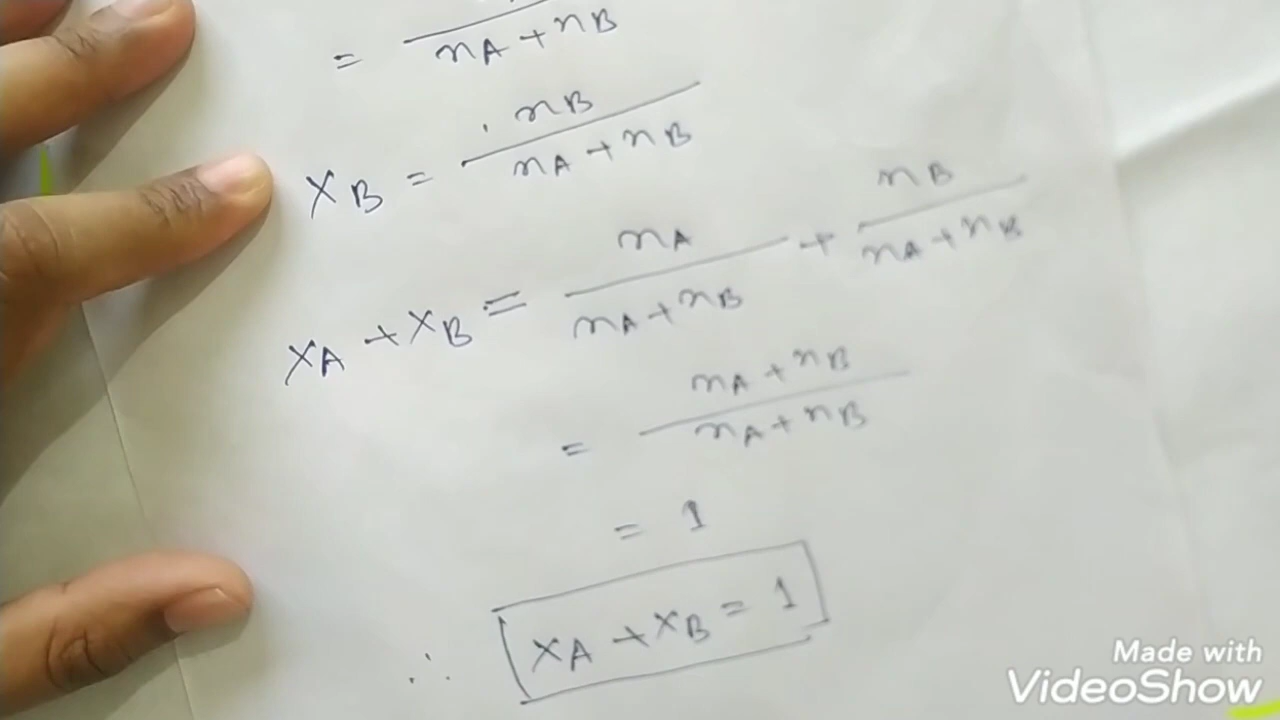 = ———
nA + nB
nB
XB = ———
nA + nB
nA nB
XA + XB = ——— + ———
nA + nB nA + nB
nA + nB
= ———
nA + nB
= 1
∴ XA + XB = 1
Made with
VideoShow